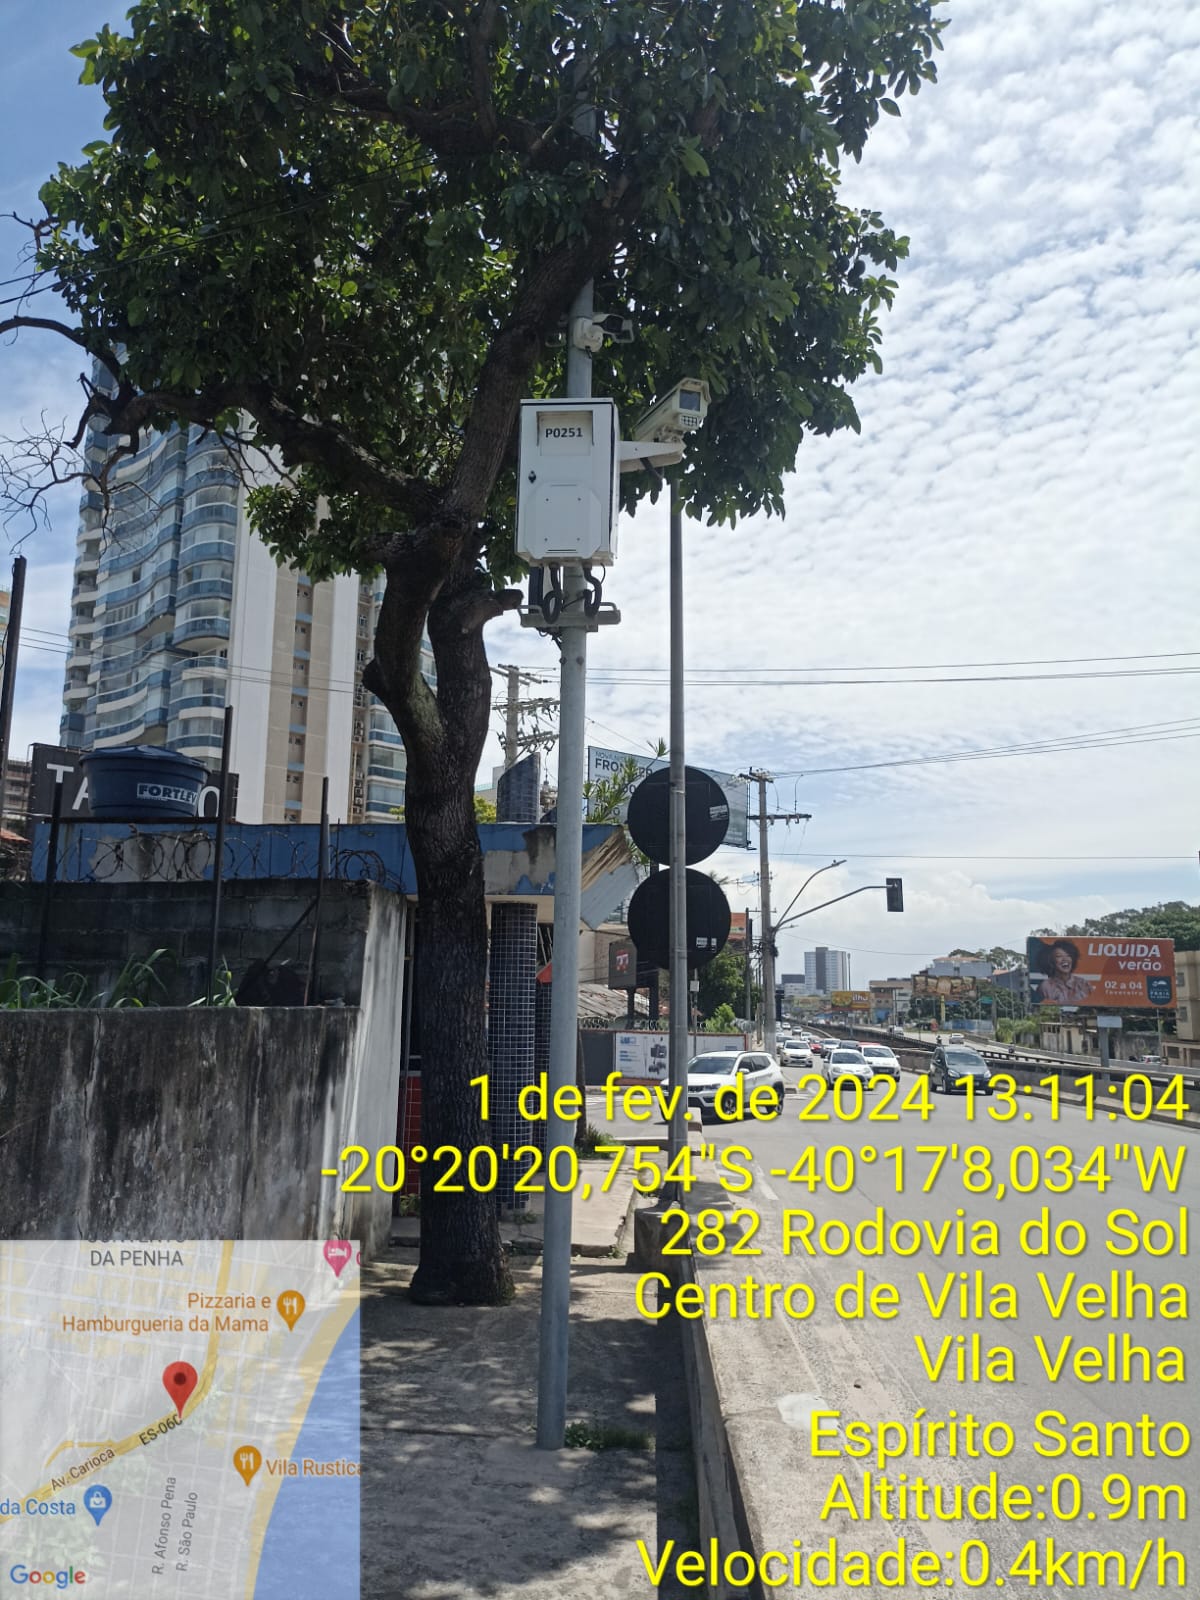 P0251
FORTLEV
LIQUIDA
verão
02 a 04
fevereiro
1 de fev. de 2024 13:11:04
-20°20'20,754"S -40°17'8,034"W
282 Rodovia do Sol
Centro de Vila Velha
Vila Velha
Espírito Santo
Altitude:0.9m
Velocidade:0.4km/h
DA PENHA
Pizzaria e
Hamburgueria da Mama
ES-060
Av. Carioca
Vila Rustica
da Costa
R. Afonso Pena
R. São Paulo
Google